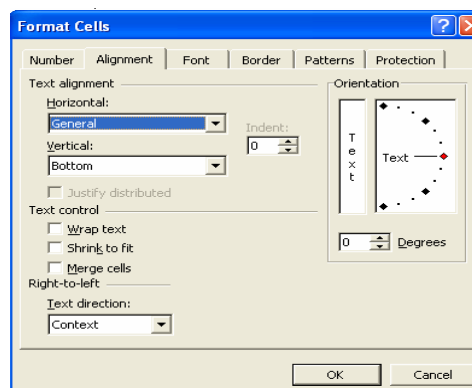 Format Cells
Number Alignment Font Border Patterns Protection
Text alignment
Horizontal:
General
Indent:
0
Vertical:
Bottom
Justify distributed
Text control
Wrap text
Shrink to fit
Merge cells
Right-to-left
Text direction:
Context
Orientation
Text
Text
0 Degrees
OK Cancel